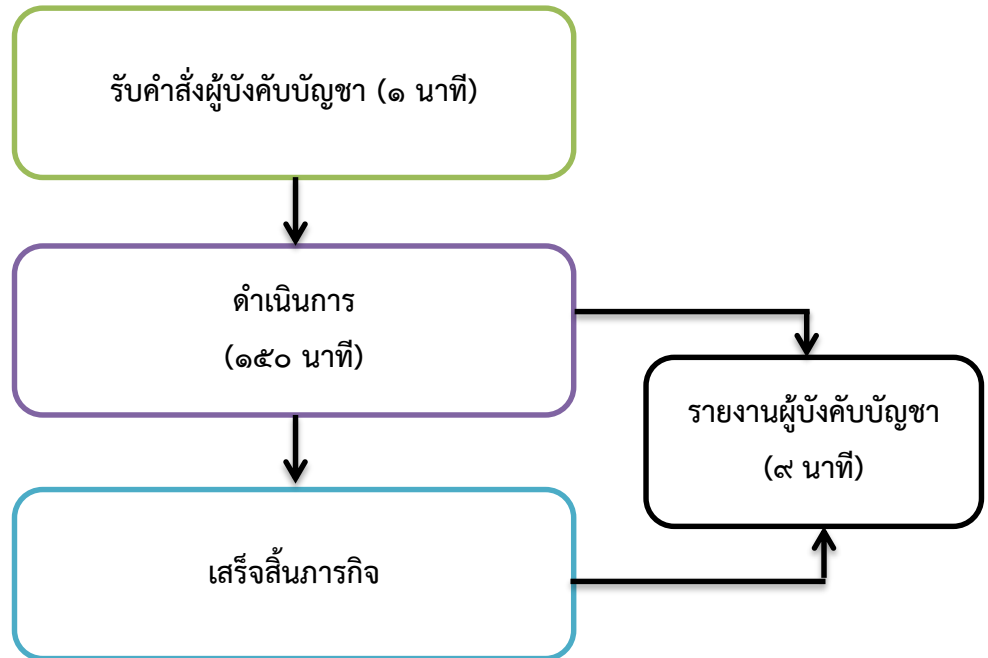 รับคำสั่งผู้บังคับบัญชา (๑ นาที)
ดำเนินการ
(๑๕๐ นาที)
รายงานผู้บังคับบัญชา
(๙ นาที)
เสร็จสิ้นภารกิจ